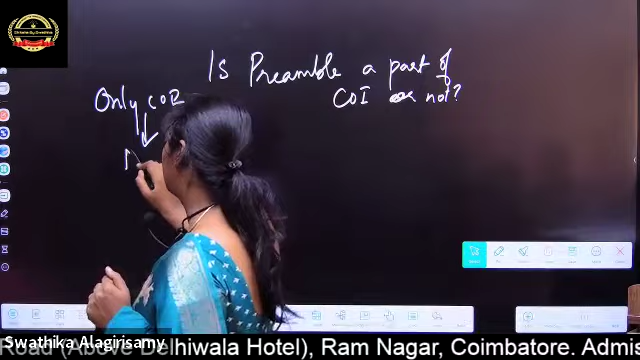 Is Preamble a part of
COI or not?
Only COI
Swathika Alagirisamy
Road (Above Delhiwala Hotel), Ram Nagar, Coimbatore. Admis